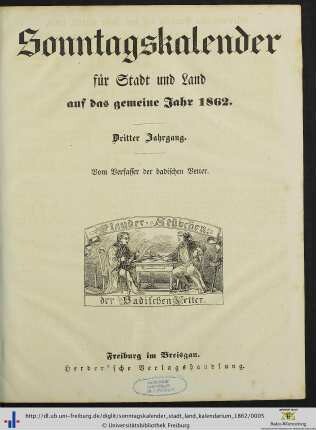 Sonntagskalender
für Stadt und Land
auf das gemeine Jahr 1862.
Dritter Jahrgang.
Vom Verfasser der badischen Vetter.
Plauder-Stübchen
der Badischen Vetter.
Freiburg im Breisgau.
Herder'sche Verlagshandlung.
http://dl.ub.uni-freiburg.de/diglit/sonntagskalender_stadt_land_kalendarium_1862/0005
© Universitätsbibliothek Freiburg
Baden-Württemberg